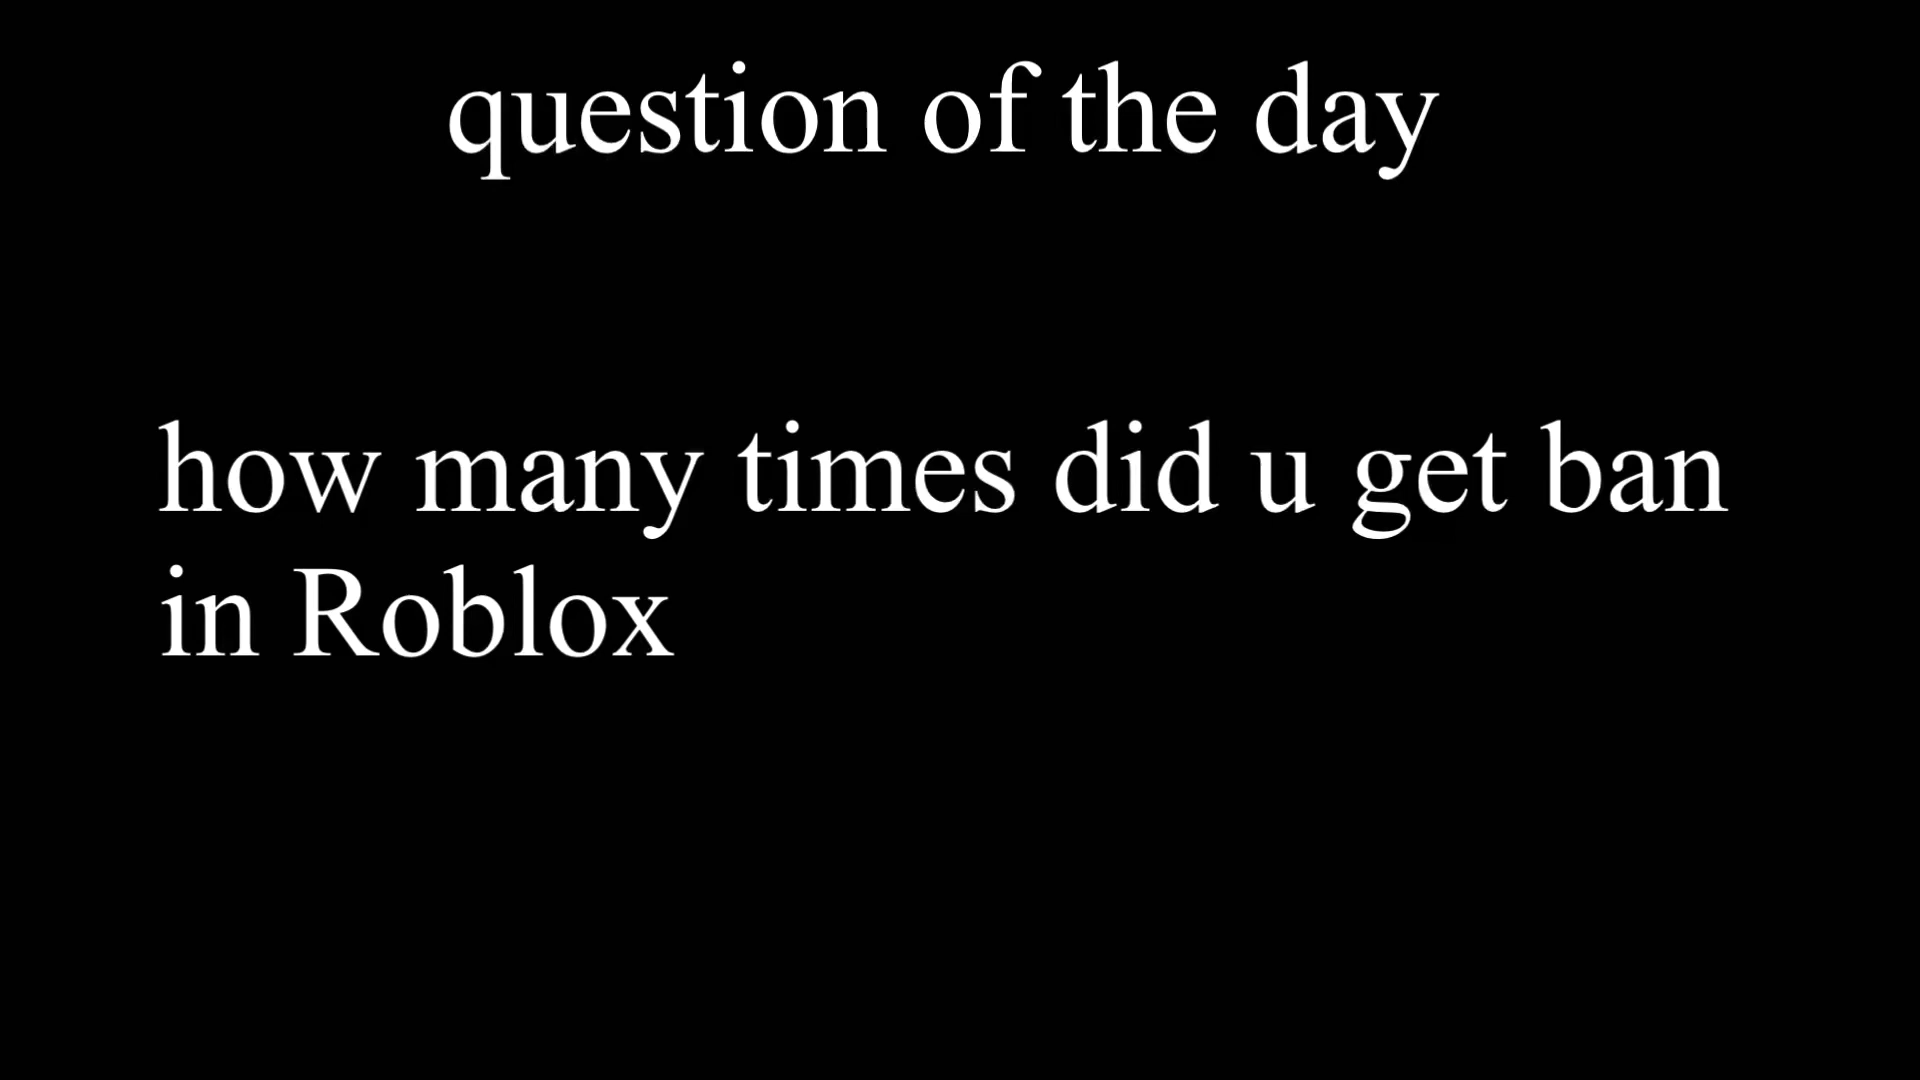 question of the day
how many times did u get ban
in Roblox